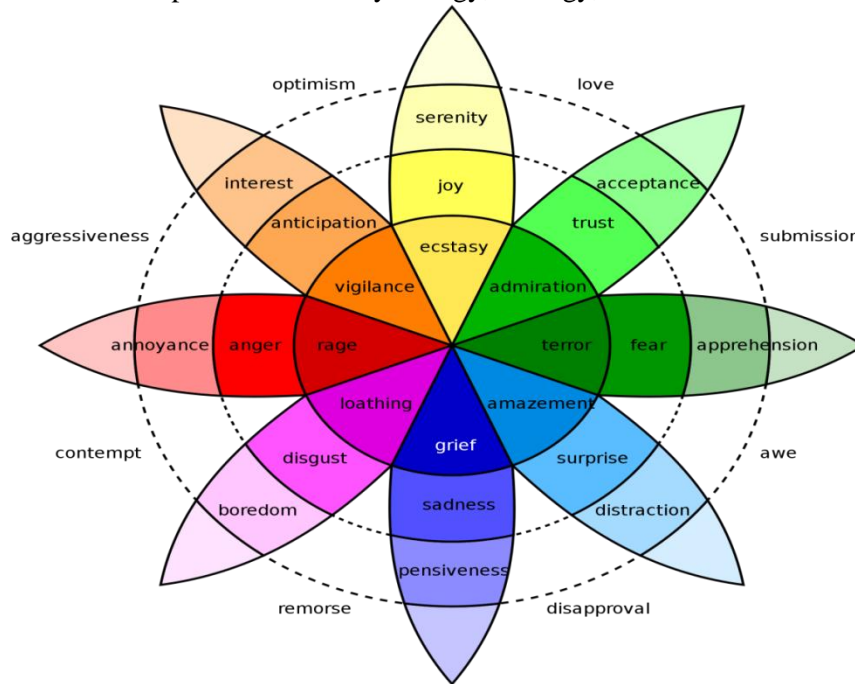 optimism
love
serenity
interest
joy
acceptance
anticipation
trust
aggressiveness
ecstasy
submission
vigilance
admiration
annoyance
anger
rage
terror
fear
apprehension
loathing
amazement
contempt
disgust
grief
surprise
awe
boredom
sadness
distraction
pensiveness
remorse
disapproval